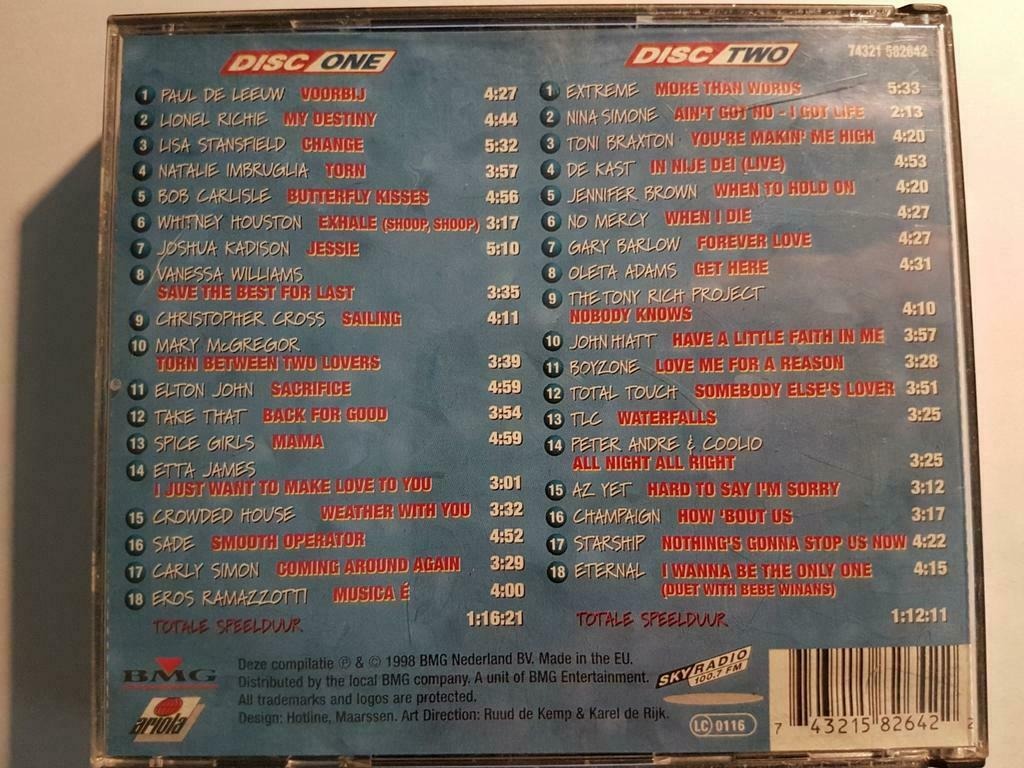 DISC ONE
1 PAUL DE LEEUW VOORBIJ 4:27
2 LIONEL RICHIE MY DESTINY 4:44
3 LISA STANSFIELD CHANGE 5:32
4 NATALIE IMBRUGLIA TORN 3:57
5 BOB CARLISLE BUTTERFLY KISSES 4:56
6 WHITNEY HOUSTON EXHALE (SHOOP, SHOOP) 3:17
7 JOSHUA KADISON JESSIE 5:10
8 VANESSA WILLIAMS
SAVE THE BEST FOR LAST 3:35
9 CHRISTOPHER CROSS SAILING 4:11
10 MARY McGREGOR
TORN BETWEEN TWO LOVERS 3:39
11 ELTON JOHN SACRIFICE 4:59
12 TAKE THAT BACK FOR GOOD 3:54
13 SPICE GIRLS MAMA 4:59
14 ETTA JAMES
I JUST WANT TO MAKE LOVE TO YOU 3:01
15 CROWDED HOUSE WEATHER WITH YOU 3:32
16 SADE SMOOTH OPERATOR 4:52
17 CARLY SIMON COMING AROUND AGAIN 3:29
18 EROS RAMAZZOTTI MUSICA É 4:00
TOTALE SPEELDUUR 1:16:21
DISC TWO
74321 582642
1 EXTREME MORE THAN WORDS 5:33
2 NINA SIMONE AIN'T GOT NO - I GOT LIFE 2:13
3 TONI BRAXTON YOU'RE MAKIN' ME HIGH 4:20
4 DE KAST IN NIJE DEI (LIVE) 4:53
5 JENNIFER BROWN WHEN TO HOLD ON 4:20
6 NO MERCY WHEN I DIE 4:27
7 GARY BARLOW FOREVER LOVE 4:27
8 OLETA ADAMS GET HERE 4:31
9 THE TONY RICH PROJECT
NOBODY KNOWS 4:10
10 JOHN HIATT HAVE A LITTLE FAITH IN ME 3:57
11 BOYZONE LOVE ME FOR A REASON 3:28
12 TOTAL TOUCH SOMEBODY ELSE'S LOVER 3:51
13 TLC WATERFALLS 3:25
14 PETER ANDRE & COOLIO
ALL NIGHT ALL RIGHT 3:25
15 AZ YET HARD TO SAY I'M SORRY 3:12
16 CHAMPAIGN HOW 'BOUT US 3:17
17 STARSHIP NOTHING'S GONNA STOP US NOW 4:22
18 ETERNAL I WANNA BE THE ONLY ONE 4:15
(DUET WITH BEBE WINANS)
TOTALE SPEELDUUR 1:12:11
BMG
ariola
Deze compilatie ℗ & © 1998 BMG Nederland BV. Made in the EU.
Distributed by the local BMG company. A unit of BMG Entertainment.
All trademarks and logos are protected.
Design: Hotline, Maarssen. Art Direction: Ruud de Kemp & Karel de Rijk.
SKY RADIO
100.7 FM
LC 0116
7 43215 82642 2